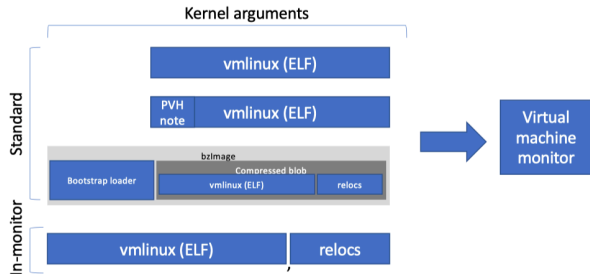 Kernel arguments
Standard
vmlinux (ELF)
PVH
note
vmlinux (ELF)
bzImage
Bootstrap loader
Compressed blob
vmlinux (ELF)
relocs
In-monitor
vmlinux (ELF)
,
relocs
Virtual
machine
monitor